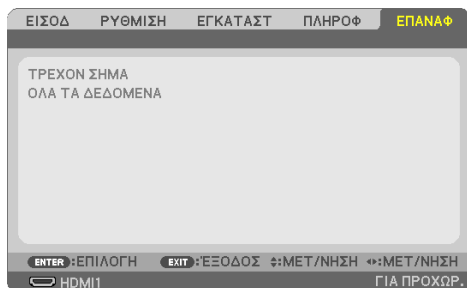 ΕΙΣΟΔ ΡΥΘΜΙΣΗ ΕΓΚΑΤΑΣΤ ΠΛΗΡΟΦ ΕΠΑΝΑΦ
ΤΡΕΧΟΝ ΣΗΜΑ
ΟΛΑ ΤΑ ΔΕΔΟΜΕΝΑ
ENTER :ΕΠΙΛΟΓΗ EXIT :ΈΞΟΔΟΣ :ΜΕΤ/ΝΗΣΗ :ΜΕΤ/ΝΗΣΗ
HDMI1 ΓΙΑ ΠΡΟΧΩΡ.